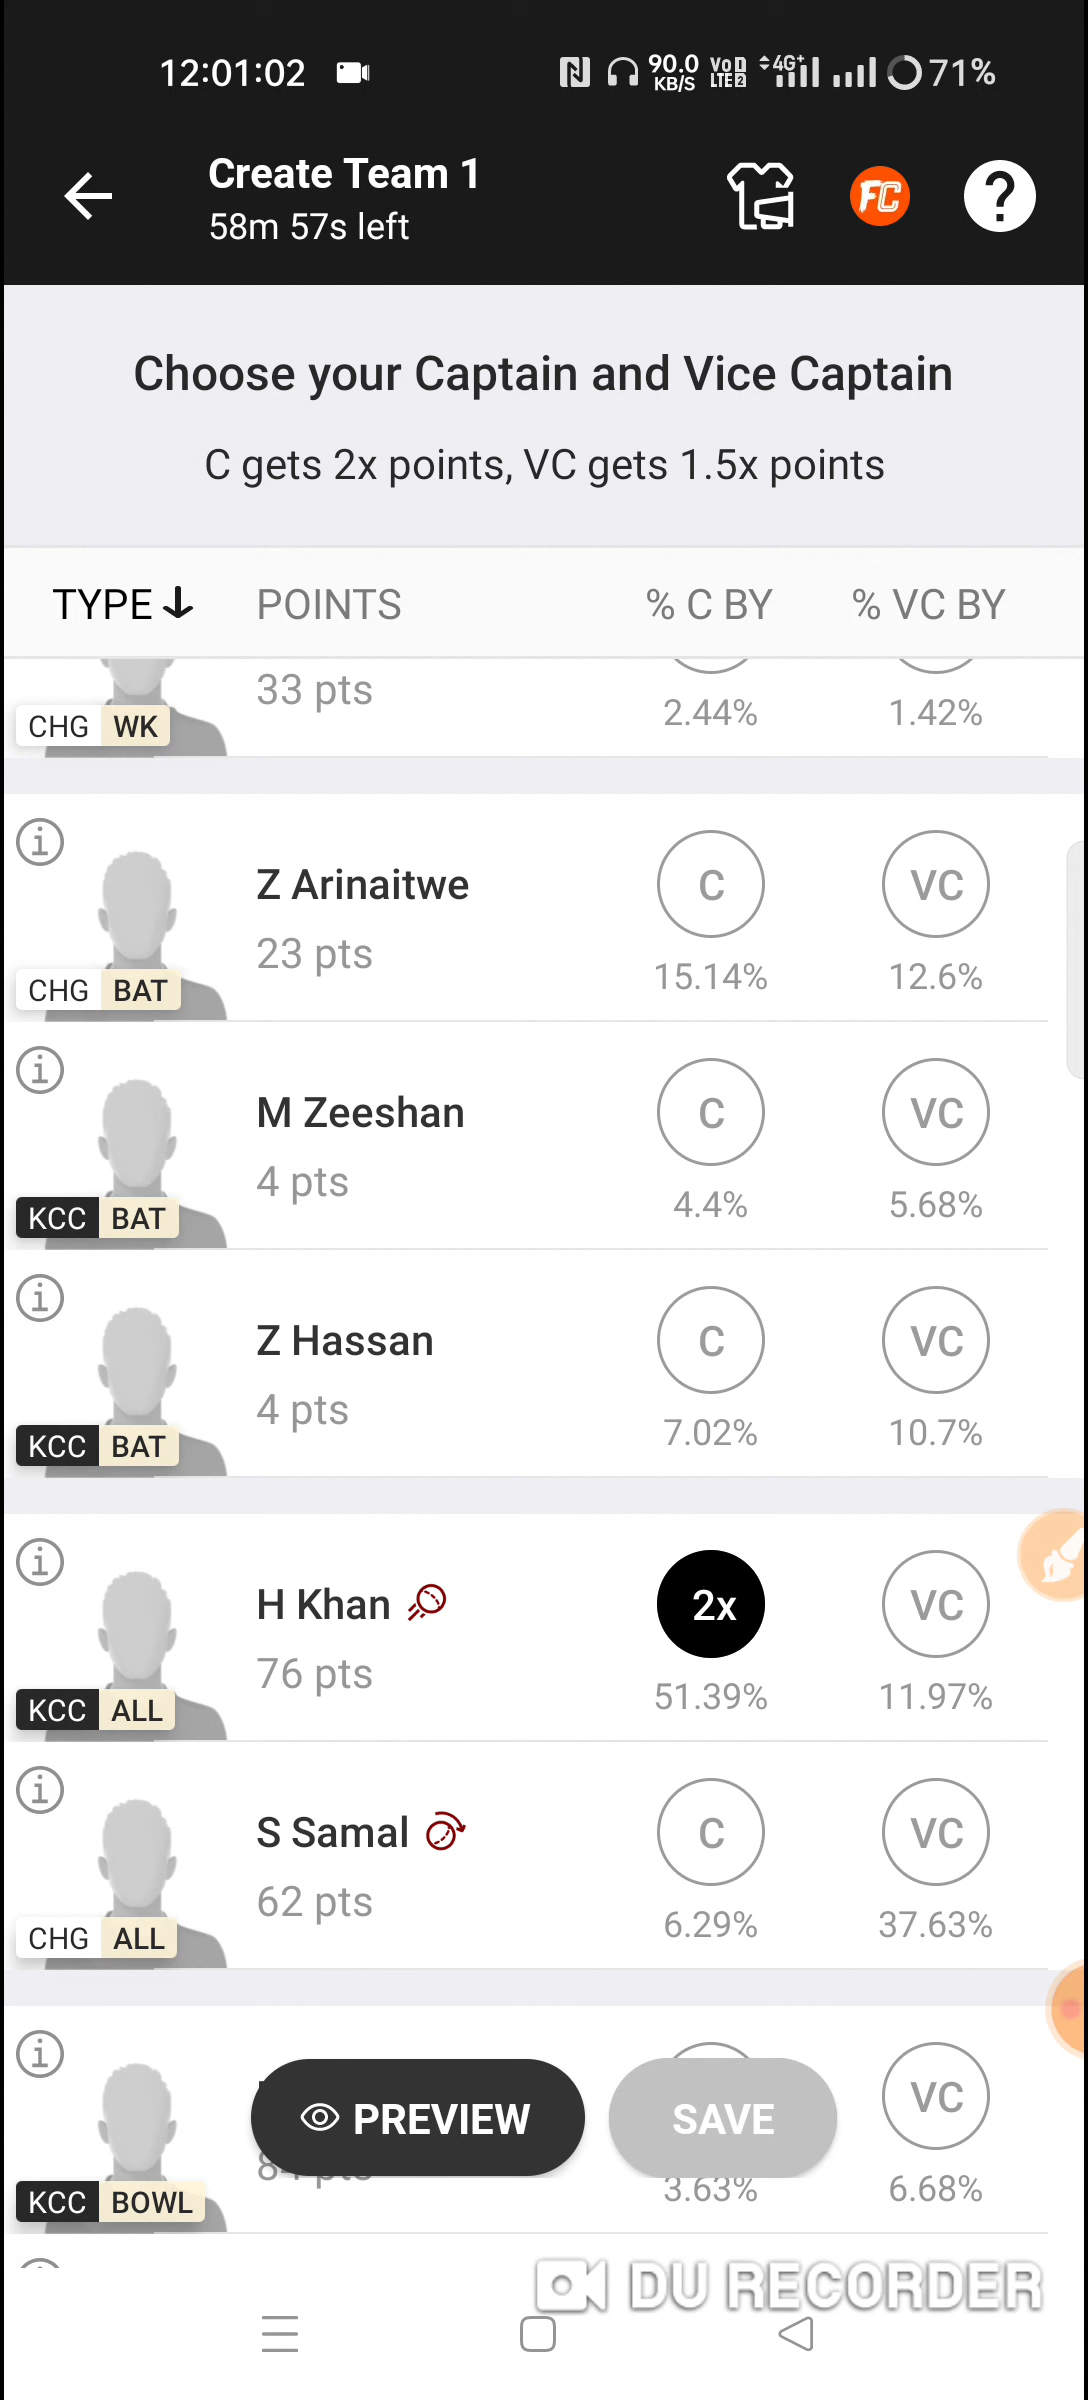 12:01:02 90.0 KB/S VoD LTE2 4G+ 71%
Create Team 1
58m 57s left
FC
?
Choose your Captain and Vice Captain
C gets 2x points, VC gets 1.5x points
TYPE POINTS % C BY % VC BY
33 pts
2.44% 1.42%
CHG WK
Z Arinaitwe C VC
23 pts
15.14% 12.6%
CHG BAT
M Zeeshan C VC
4 pts
4.4% 5.68%
KCC BAT
Z Hassan C VC
4 pts
7.02% 10.7%
KCC BAT
H Khan 2x VC
76 pts
51.39% 11.97%
KCC ALL
S Samal C VC
62 pts
6.29% 37.63%
CHG ALL
VC
PREVIEW SAVE
3.63% 6.68%
KCC BOWL
DU RECORDER